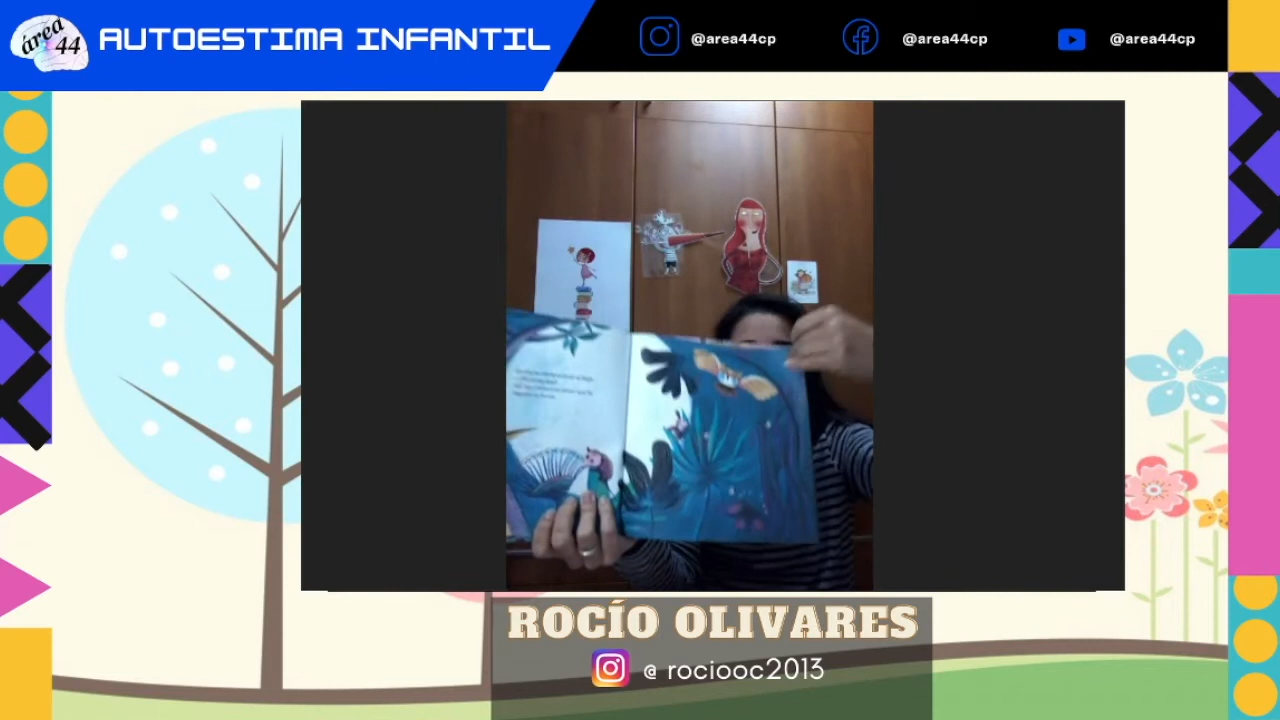 área
44
AUTOESTIMA INFANTIL
@area44cp
@area44cp
@area44cp
ROCÍO OLIVARES
@ rociooc2013